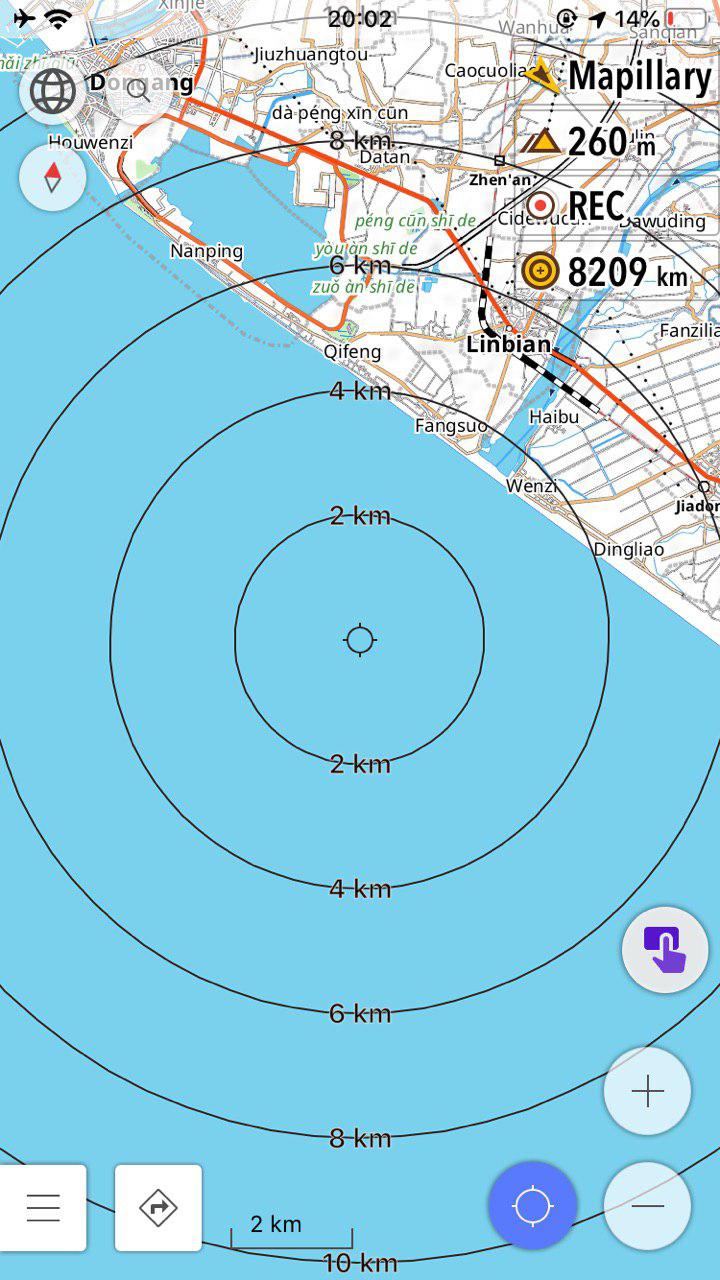 Xinjie
10 km
20:02
14%
Wanhua
Sanqian
Jiuzhuangtou
Caocuolia
Mapillary
dà péng xīn cūn
260 m
Houwenzi
8 km
Datan
Zhen'an
REC
péng cūn shī de
Dawuding
Nanping
yòu àn shī de
6 km
8209 km
zuǒ àn shī de
Fanzilia
Linbian
Qifeng
4 km
Haibu
Fangsuo
Wenzi
Jiadon
2 km
Dingliao
2 km
4 km
6 km
8 km
2 km
10 km